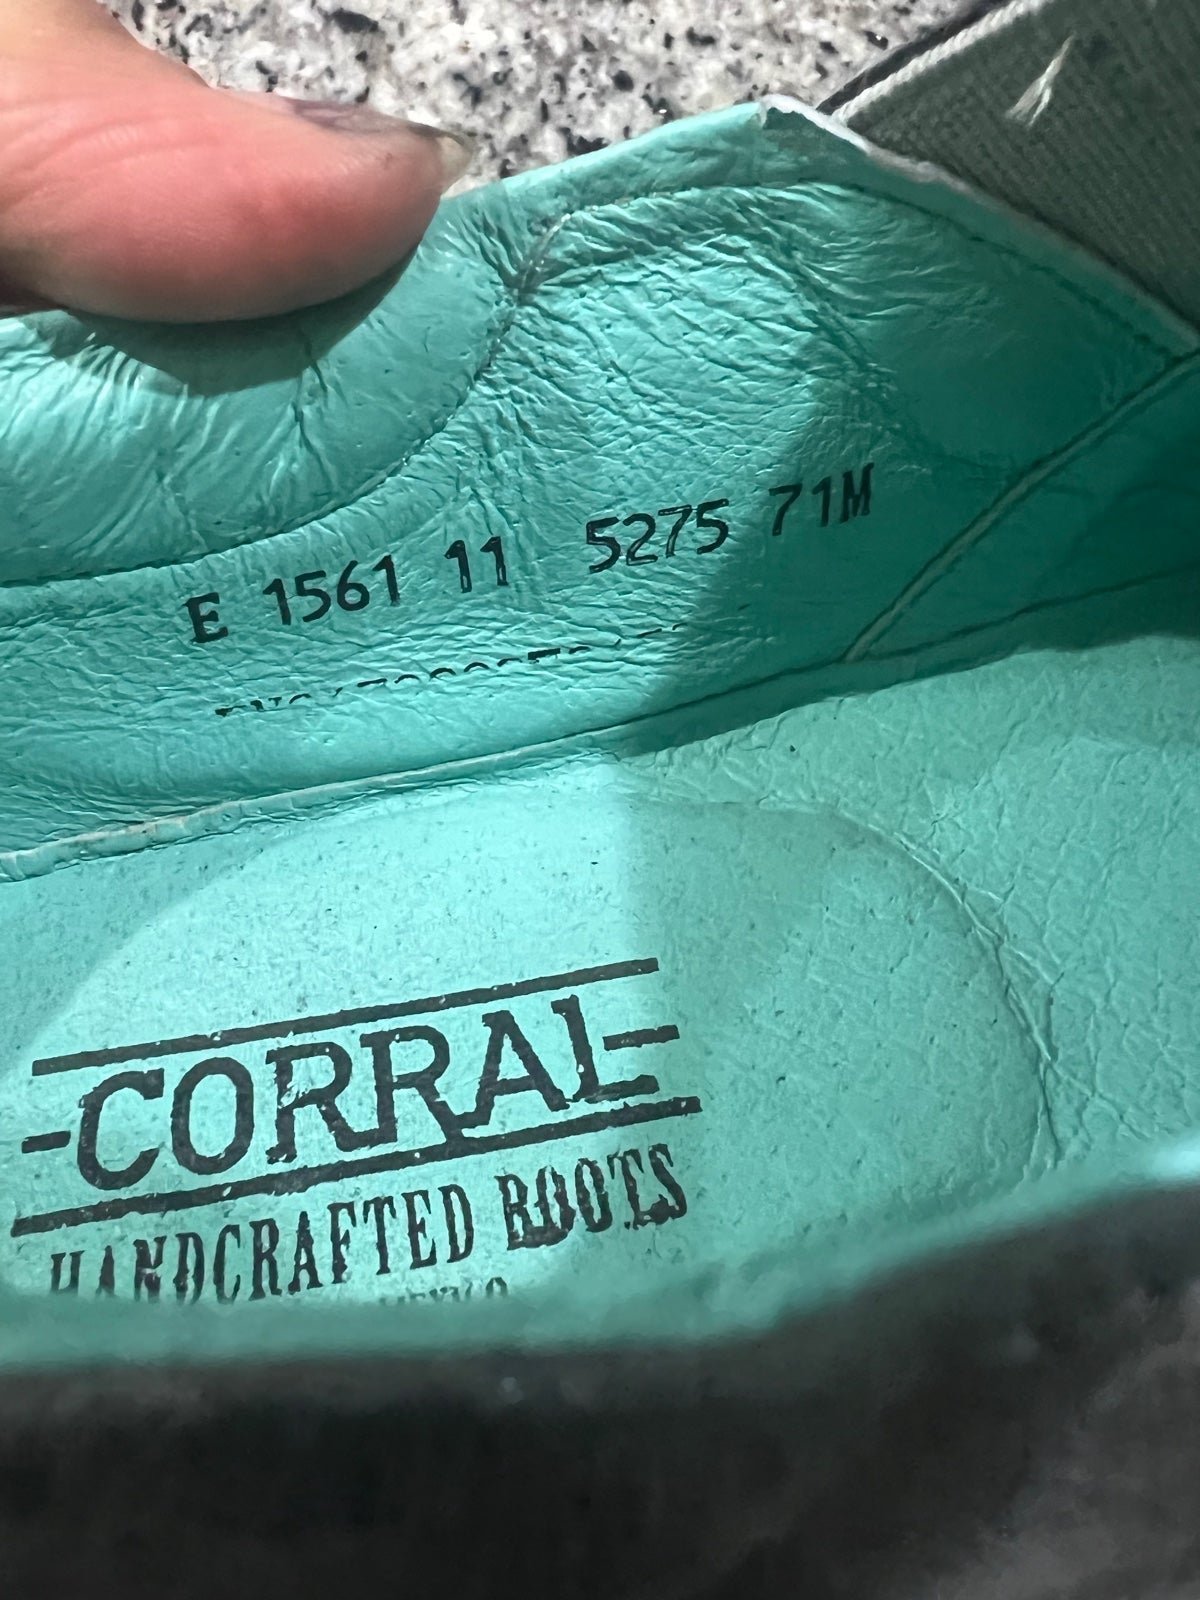 E 1561 11 5275 71M
CORRAL
HANDCRAFTED BOOTS